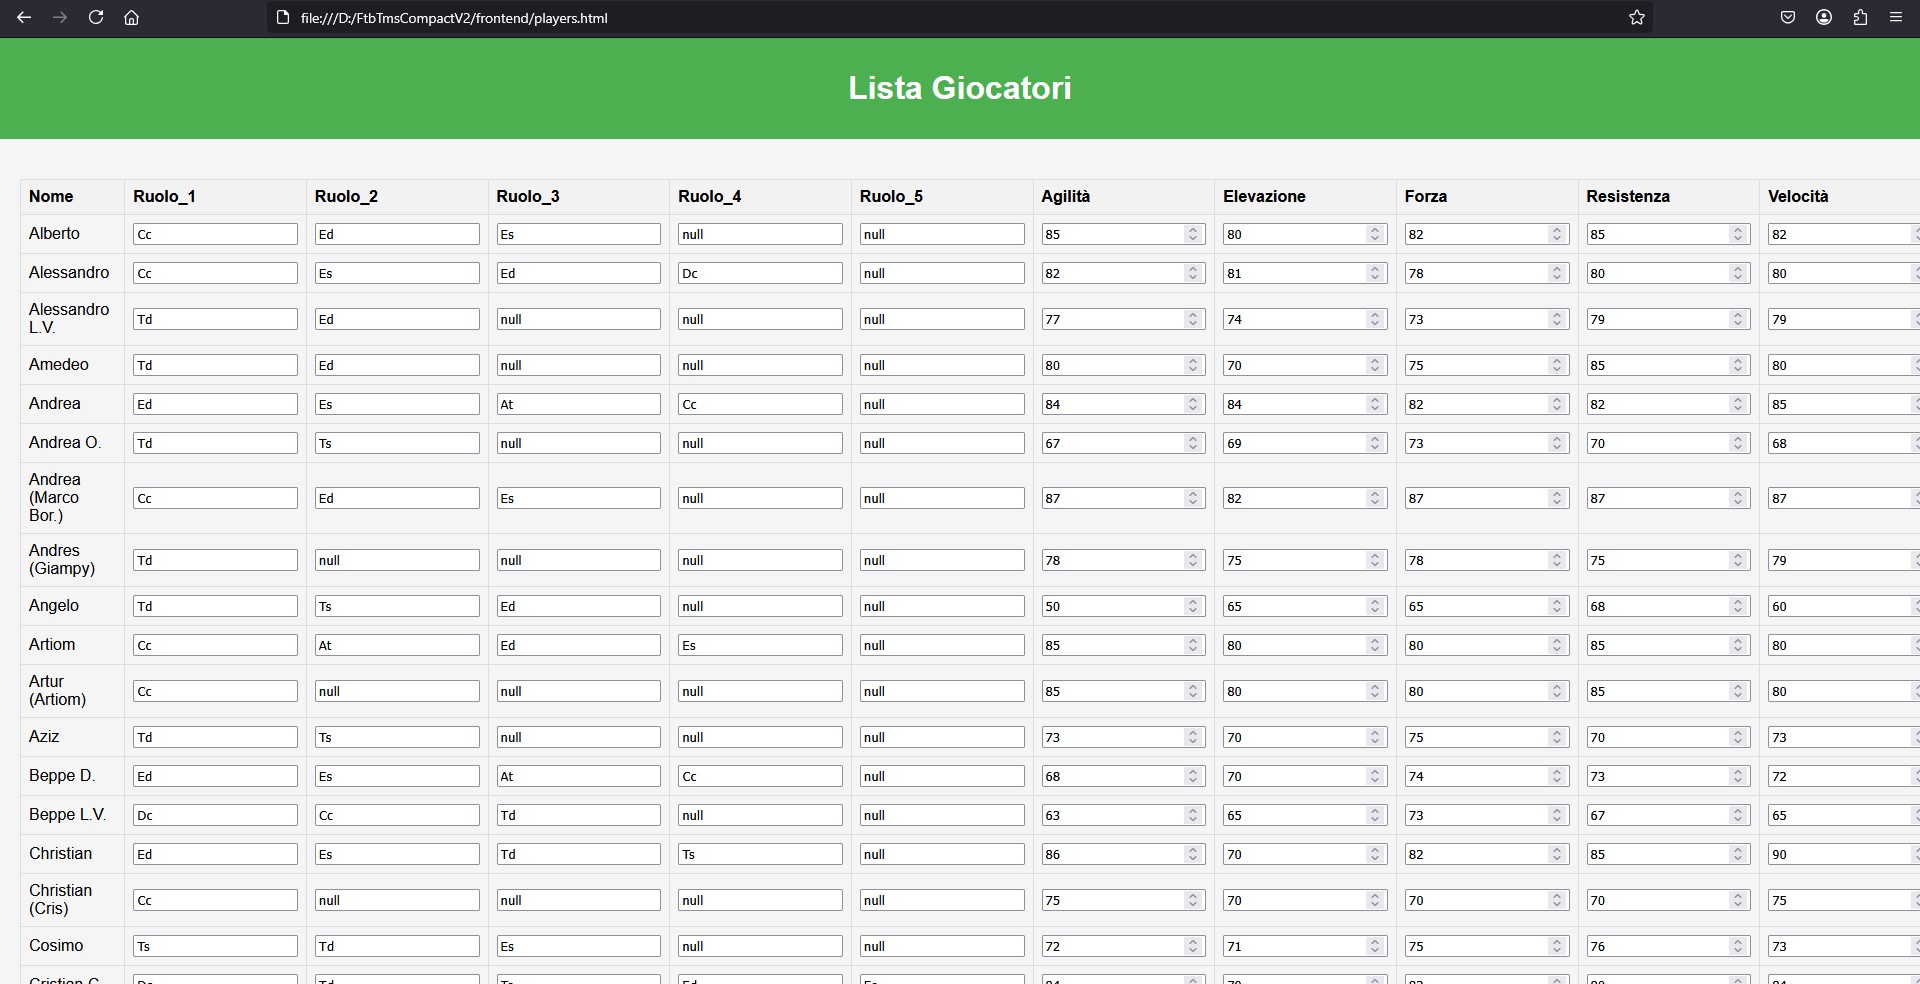 file:///D:/FtbTmsCompactV2/frontend/players.html
Lista Giocatori
Nome Ruolo_1 Ruolo_2 Ruolo_3 Ruolo_4 Ruolo_5 Agilità Elevazione Forza Resistenza Velocità
Alberto Cc Ed Es null null 85 80 82 85 82
Alessandro Cc Es Ed Dc null 82 81 78 80 80
Alessandro
L.V. Td Ed null null null 77 74 73 79 79
Amedeo Td Ed null null null 80 70 75 85 80
Andrea Ed Es At Cc null 84 84 82 82 85
Andrea O. Td Ts null null null 67 69 73 70 68
Andrea
(Marco Cc Ed Es null null 87 82 87 87 87
Bor.)
Andres
(Giampy) Td null null null null 78 75 78 75 79
Angelo Td Ts Ed null null 50 65 65 68 60
Artiom Cc At Ed Es null 85 80 80 85 80
Artur
(Artiom) Cc null null null null 85 80 80 85 80
Aziz Td Ts null null null 73 70 75 70 73
Beppe D. Ed Es At Cc null 68 70 74 73 72
Beppe L.V. Dc Cc Td null null 63 65 73 67 65
Christian Ed Es Td Ts null 86 70 82 85 90
Christian
(Cris) Cc null null null null 75 70 70 70 75
Cosimo Ts Td Es null null 72 71 75 76 73